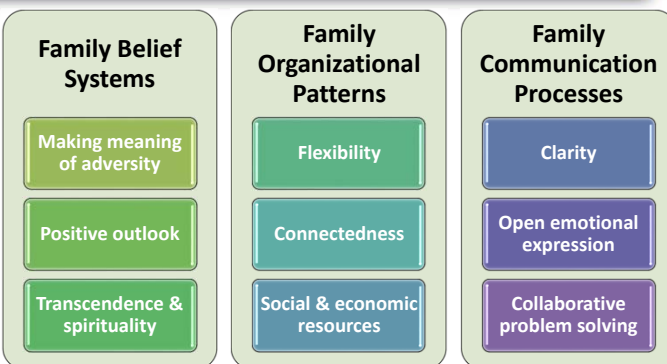 Family Belief
Systems
Making meaning
of adversity
Positive outlook
Transcendence &
spirituality
Family
Organizational
Patterns
Flexibility
Connectedness
Social & economic
resources
Family
Communication
Processes
Clarity
Open emotional
expression
Collaborative
problem solving